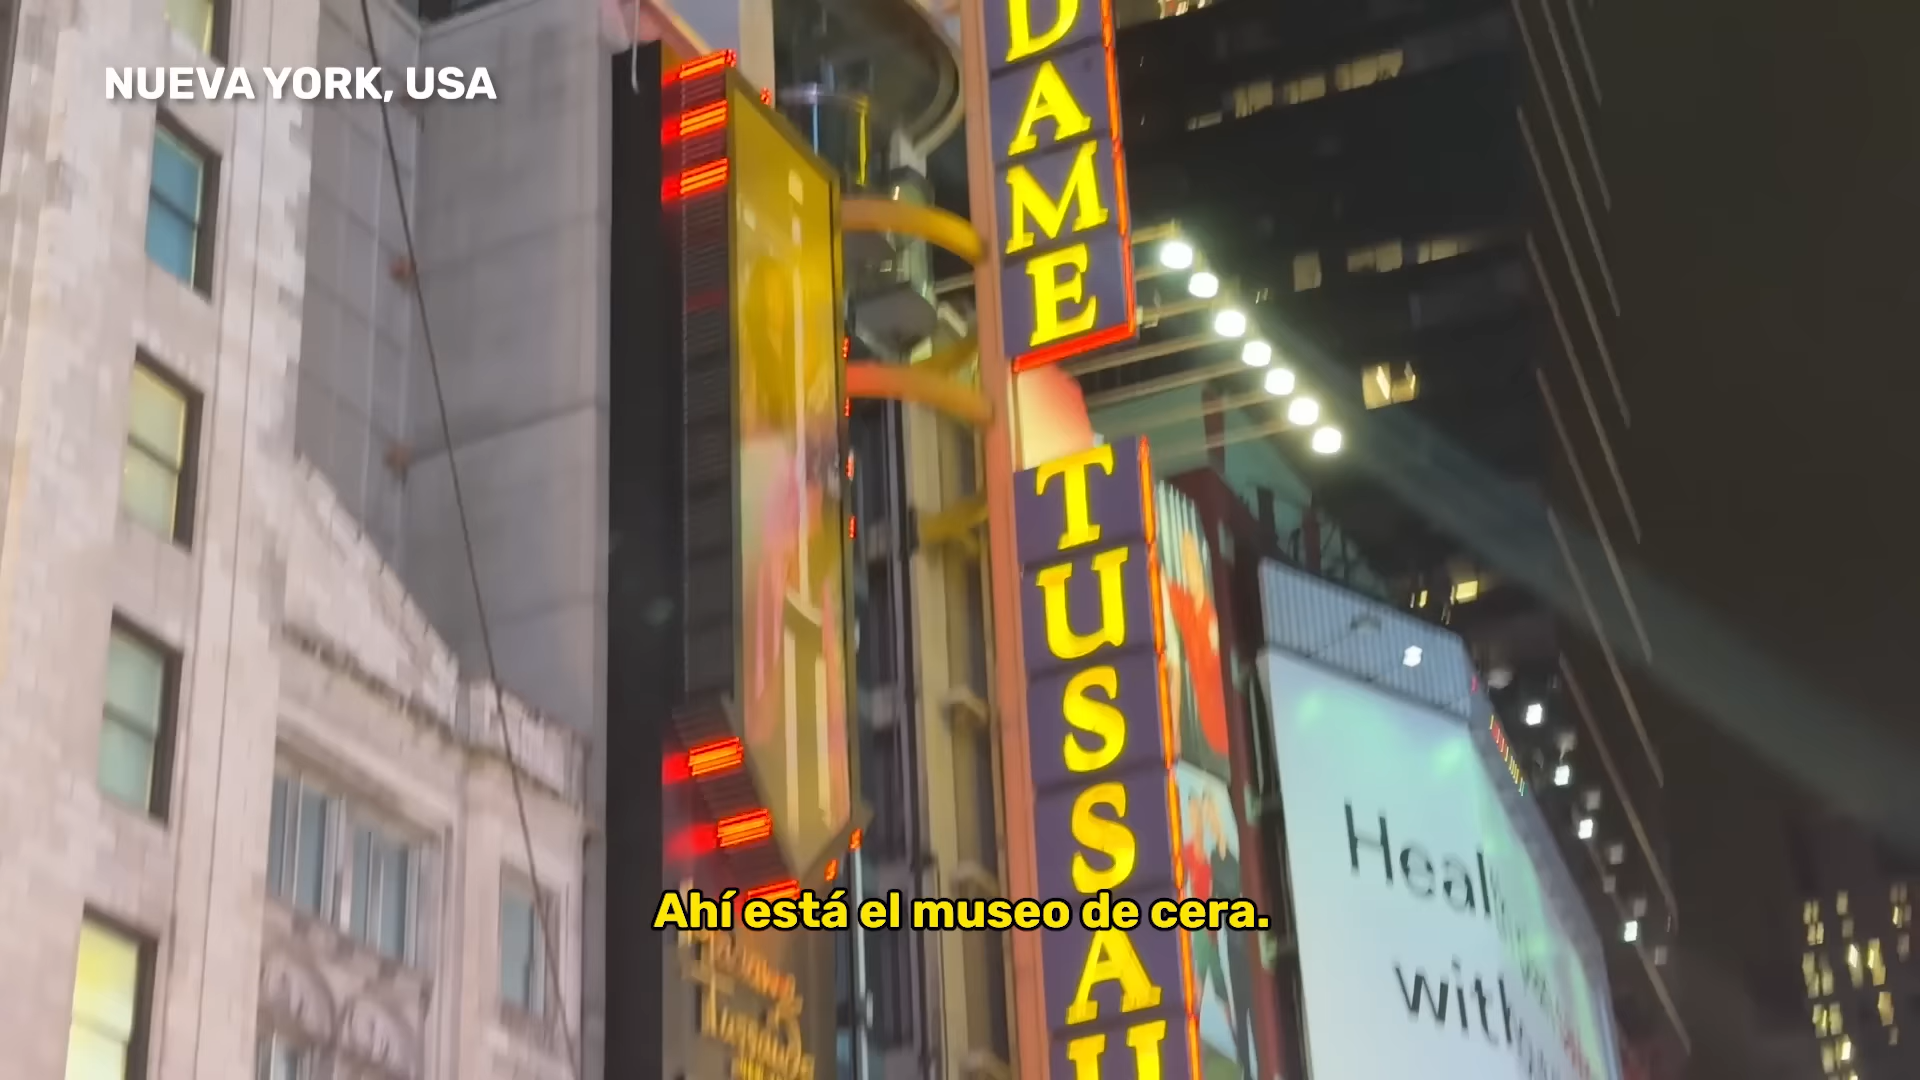 NUEVA YORK, USA
DAME
TUSSAU
Heal
with
Ahí está el museo de cera.